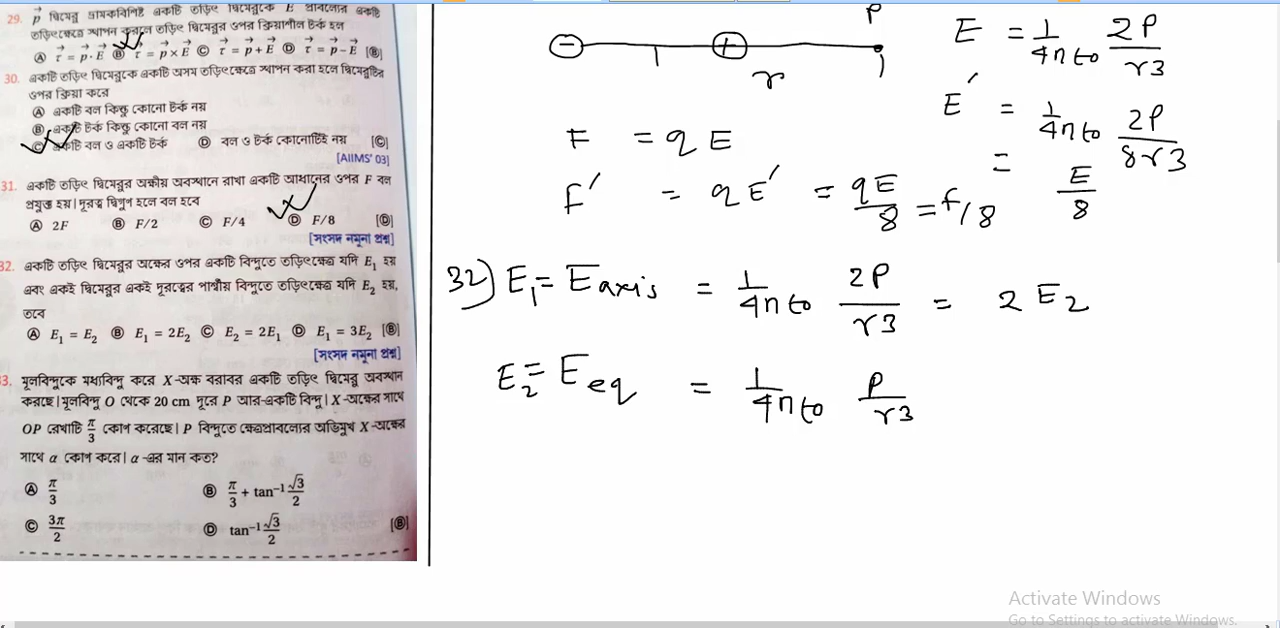 29. p⃗ দ্বিমেরু ভ্রামকবিশিষ্ট একটি তড়িৎ দ্বিমেরুকে E⃗ প্রাবল্যের একটি
তড়িৎক্ষেত্রে স্থাপন করলে তড়িৎ দ্বিমেরুর ওপর ক্রিয়াশীল টর্ক হল
Ⓐ τ⃗ = p⃗ · E⃗ Ⓑ τ⃗ = p⃗ × E⃗ Ⓒ τ⃗ = p⃗ + E⃗ Ⓓ τ⃗ = p⃗ − E⃗ [Ⓑ]
30. একটি তড়িৎ দ্বিমেরুকে একটি অসম তড়িৎক্ষেত্রে স্থাপন করা হলে দ্বিমেরুটির
ওপর ক্রিয়া করে
Ⓐ একটি বল কিন্তু কোনো টর্ক নয়
Ⓑ একটি টর্ক কিন্তু কোনো বল নয়
Ⓒ একটি বল ও একটি টর্ক Ⓓ বল ও টর্ক কোনোটিই নয় [Ⓒ]
[AIIMS' 03]
31. একটি তড়িৎ দ্বিমেরুর অক্ষীয় অবস্থানে রাখা একটি আধানের ওপর F বল
প্রযুক্ত হয়। দূরত্ব দ্বিগুণ হলে বল হবে
Ⓐ 2F Ⓑ F/2 Ⓒ F/4 Ⓓ F/8 [Ⓓ]
[সংসদ নমুনা প্রশ্ন]
32. একটি তড়িৎ দ্বিমেরুর অক্ষের ওপর একটি বিন্দুতে তড়িৎক্ষেত্র যদি E₁ হয়
এবং একই দ্বিমেরুর একই দূরত্বের পার্শ্বীয় বিন্দুতে তড়িৎক্ষেত্র যদি E₂ হয়,
তবে
Ⓐ E₁ = E₂ Ⓑ E₁ = 2E₂ Ⓒ E₂ = 2E₁ Ⓓ E₁ = 3E₂ [Ⓑ]
[সংসদ নমুনা প্রশ্ন]
3. মূলবিন্দুকে মধ্যবিন্দু করে X-অক্ষ বরাবর একটি তড়িৎ দ্বিমেরু অবস্থান
করছে। মূলবিন্দু O থেকে 20 cm দূরে P আর-একটি বিন্দু। X-অক্ষের সাথে
OP রেখাটি π/3 কোণ করেছে। P বিন্দুতে ক্ষেত্রপ্রাবল্যের অভিমুখ X-অক্ষের
সাথে α কোণ করে। α-এর মান কত?
Ⓐ π/3 Ⓑ π/3 + tan⁻¹ √3/2
Ⓒ 3π/2 Ⓓ tan⁻¹ √3/2 [Ⓑ]
P
− + r
E = 1/4πε0 2P/r3
E′ = 1/4πε0 2P/8r3
= E/8
F = qE
F′ = qE′ = qE/8 = f/8
32) E₁ = E axis = 1/4πε0 2P/r3 = 2 E₂
E₂ = E eq = 1/4πε0 P/r3
Activate Windows
Go to Settings to activate Windows.